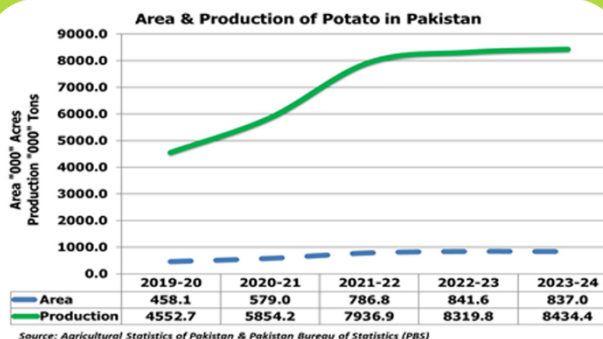 Area & Production of Potato in Pakistan
9000.0
8000.0
7000.0
6000.0
5000.0
4000.0
3000.0
2000.0
1000.0
0.0
Area "000" Acres
Production "000" Tons
2019-20 2020-21 2021-22 2022-23 2023-24
Area 458.1 579.0 786.8 841.6 837.0
Production 4552.7 5854.2 7936.9 8319.8 8434.4
Source: Agricultural Statistics of Pakistan & Pakistan Bureau of Statistics (PBS)